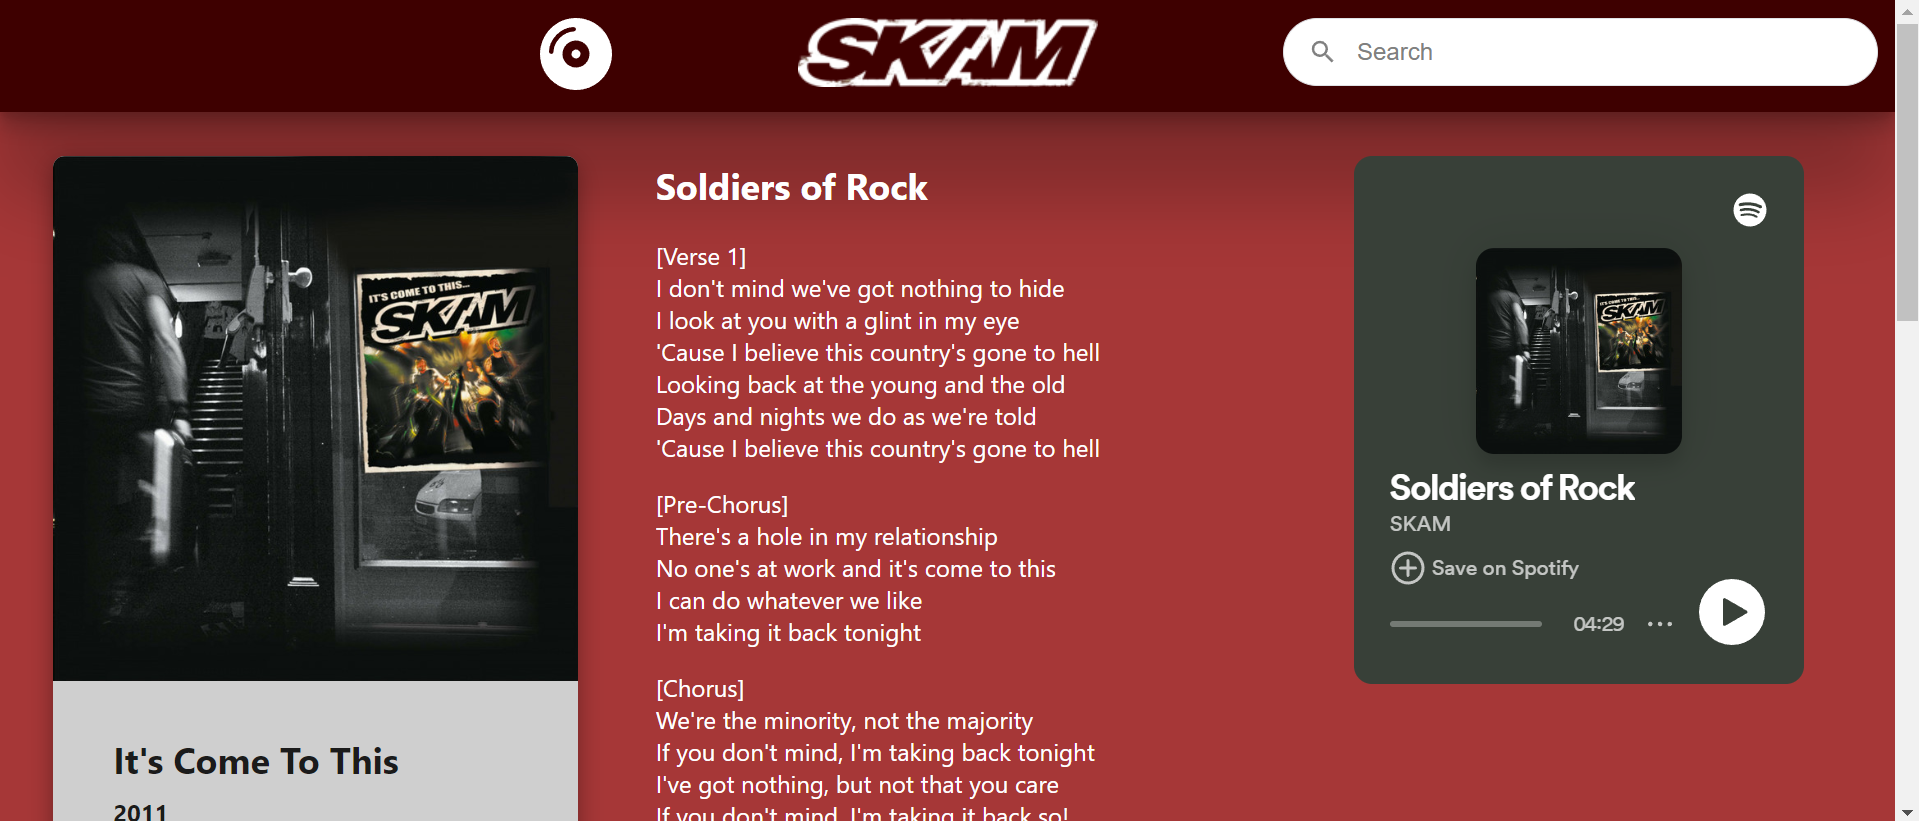 SKAM
Search
IT'S COME TO THIS...
SKAM
It's Come To This
2011
Soldiers of Rock
[Verse 1]
I don't mind we've got nothing to hide
I look at you with a glint in my eye
'Cause I believe this country's gone to hell
Looking back at the young and the old
Days and nights we do as we're told
'Cause I believe this country's gone to hell
[Pre-Chorus]
There's a hole in my relationship
No one's at work and it's come to this
I can do whatever we like
I'm taking it back tonight
[Chorus]
We're the minority, not the majority
If you don't mind, I'm taking back tonight
I've got nothing, but not that you care
If you don't mind, I'm taking it back so!
IT'S COME TO THIS...
SKAM
Soldiers of Rock
SKAM
Save on Spotify
04:29